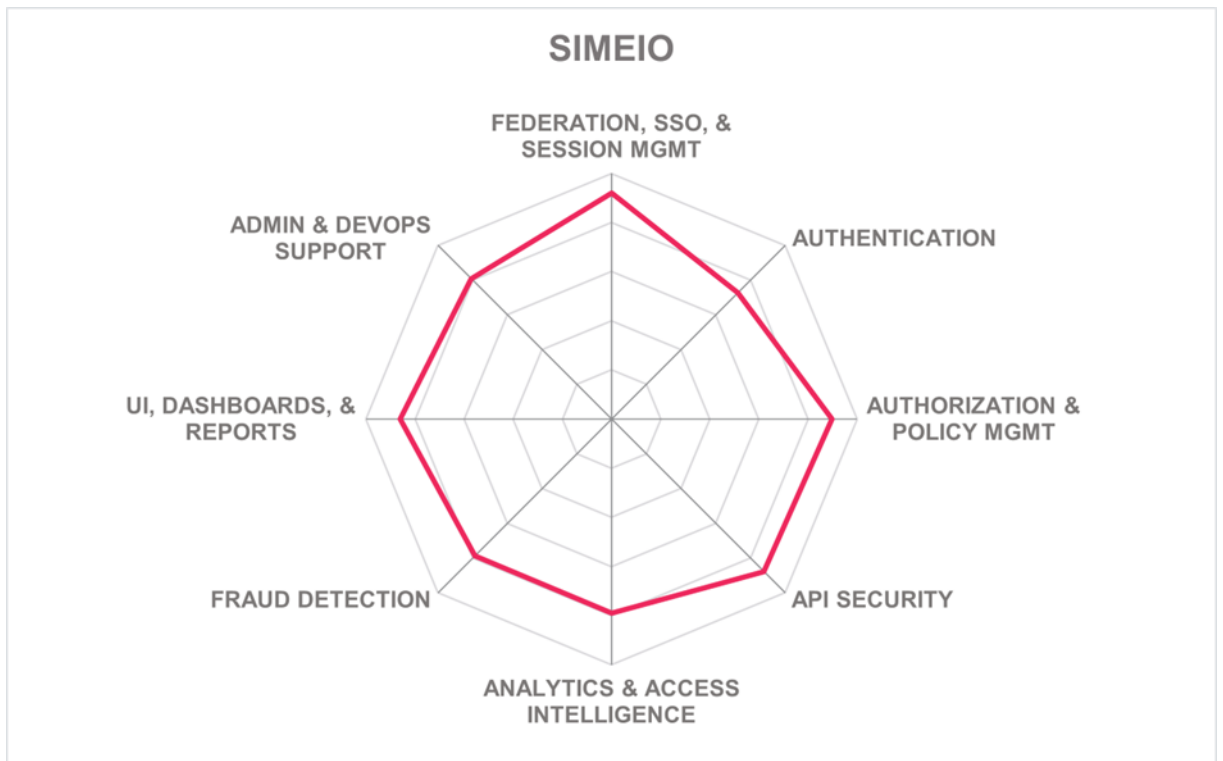 SIMEIO
FEDERATION, SSO, &
SESSION MGMT
ADMIN & DEVOPS
SUPPORT
AUTHENTICATION
UI, DASHBOARDS, &
REPORTS
AUTHORIZATION &
POLICY MGMT
FRAUD DETECTION
API SECURITY
ANALYTICS & ACCESS
INTELLIGENCE